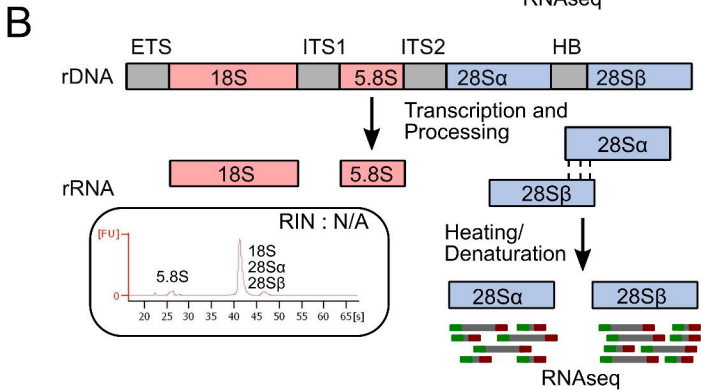 RNAseq
B
ETS ITS1 ITS2 HB
rDNA 18S 5.8S 28Sα 28Sβ
Transcription and
Processing
28Sα
rRNA 18S 5.8S 28Sβ
RIN : N/A
[FU]
5.8S
18S
28Sα
28Sβ
0
20 25 30 35 40 45 50 55 60 65[s]
Heating/
Denaturation
28Sα 28Sβ
RNAseq